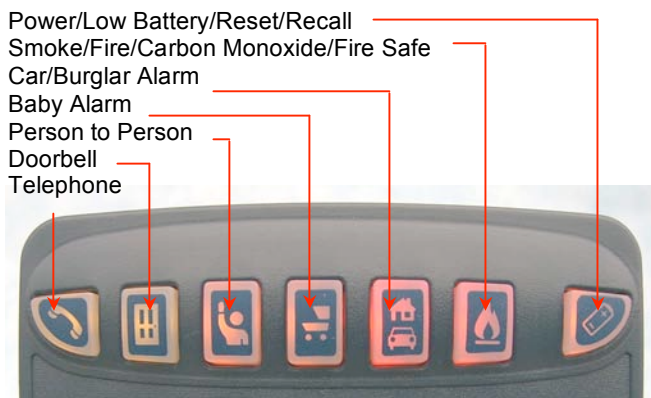 Power/Low Battery/Reset/Recall
Smoke/Fire/Carbon Monoxide/Fire Safe
Car/Burglar Alarm
Baby Alarm
Person to Person
Doorbell
Telephone